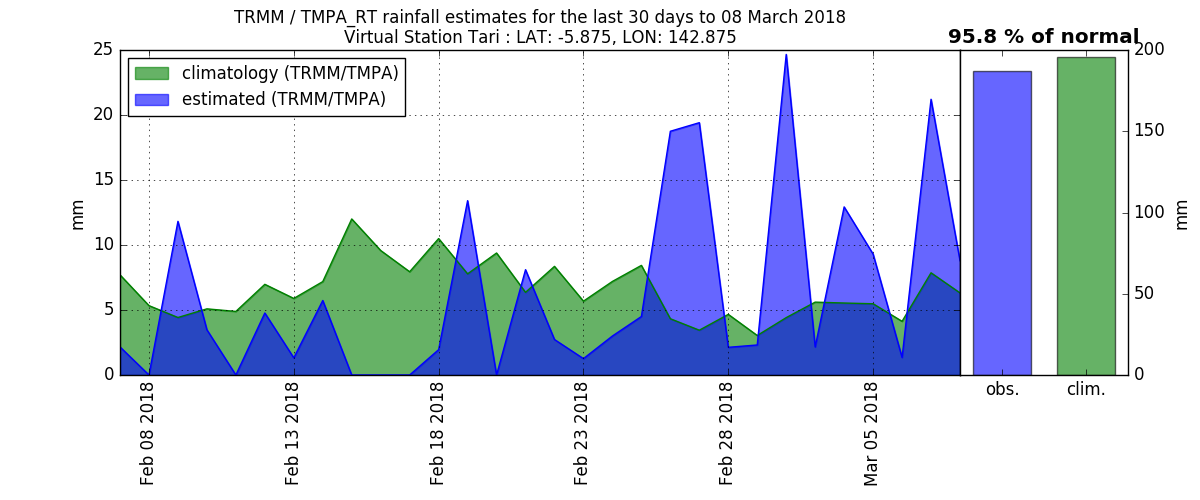 TRMM / TMPA_RT rainfall estimates for the last 30 days to 08 March 2018
Virtual Station Tari : LAT: -5.875, LON: 142.875
95.8 % of normal
climatology (TRMM/TMPA)
estimated (TRMM/TMPA)
25
20
15
10
5
0
mm
Feb 08 2018
Feb 13 2018
Feb 18 2018
Feb 23 2018
Feb 28 2018
Mar 05 2018
obs.
clim.
200
150
100
50
0
mm